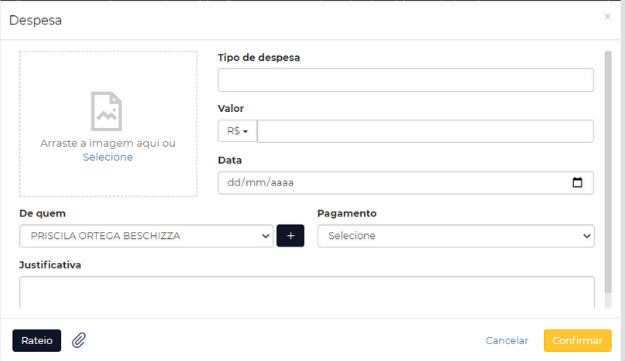 Despesa
×
Tipo de despesa
Arraste a imagem aqui ou
Selecione
Valor
R$
Data
dd/mm/aaaa
De quem
Pagamento
PRISCILA ORTEGA BESCHIZZA
+
Selecione
Justificativa
Rateio
Cancelar
Confirmar